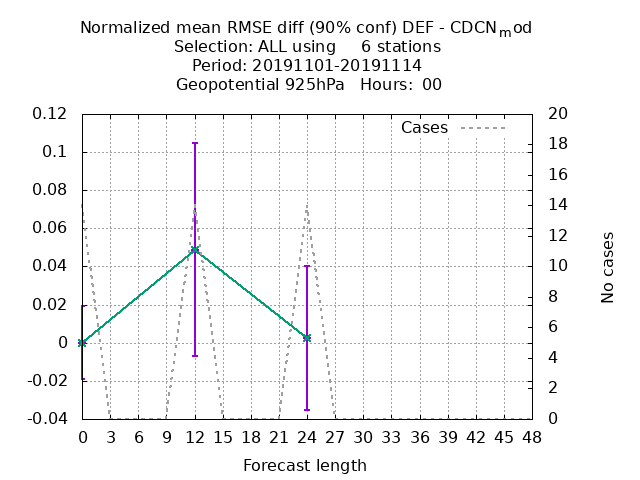 Normalized mean RMSE diff (90% conf) DEF - CDCNmod
Selection: ALL using     6 stations
Period: 20191101-20191114
Geopotential 925hPa   Hours:  00
Cases
0.12
0.1
0.08
0.06
0.04
0.02
0
-0.02
-0.04
20
18
16
14
12
10
8
6
4
2
0
No cases
0 3 6 9 12 15 18 21 24 27 30 33 36 39 42 45 48
Forecast length